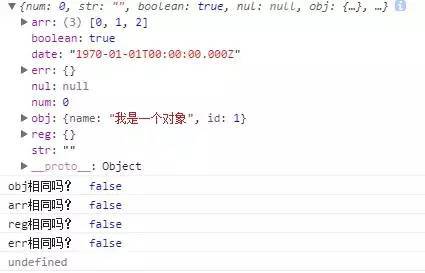 {num: 0, str: "", boolean: true, nul: null, obj: {…}, …} i
arr: (3) [0, 1, 2]
boolean: true
date: "1970-01-01T00:00:00.000Z"
err: {}
nul: null
num: 0
obj: {name: "我是一个对象", id: 1}
reg: {}
str: ""
__proto__: Object
obj相同吗? false
arr相同吗? false
reg相同吗? false
err相同吗? false
undefined